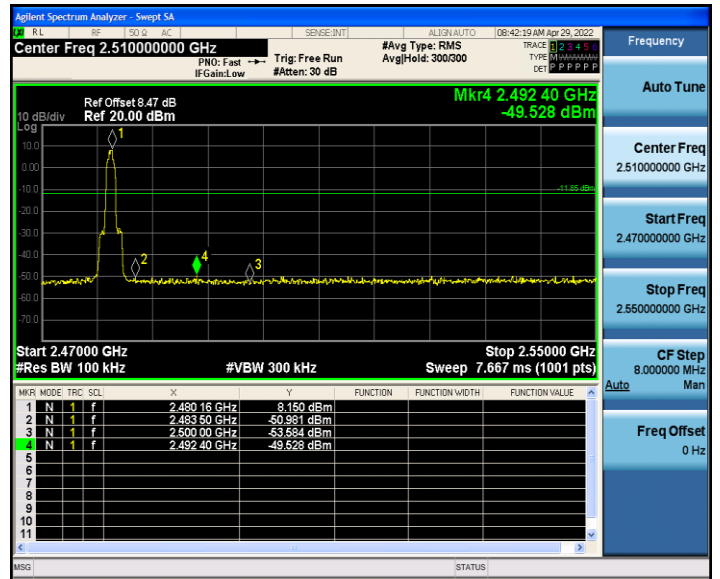 Agilent Spectrum Analyzer - Swept SA
RL RF 50 Ω AC SENSE:INT ALIGNAUTO 08:42:19 AM Apr 29, 2022
Center Freq 2.510000000 GHz
#Avg Type: RMS
TRACE 1 2 3 4 5 6
PNO: Fast
IFGain:Low
Trig: Free Run
#Atten: 30 dB
Avg|Hold: 300/300
TYPE
DET P P P P P P
Mkr4 2.492 40 GHz
-49.528 dBm
Ref Offset 8.47 dB
10 dB/div Ref 20.00 dBm
Log
10.0
0.00
-10.0
-20.0
-30.0
-40.0
-50.0
-60.0
-70.0
1
2
4
3
-11.85 dBm
Start 2.47000 GHz Stop 2.55000 GHz
#Res BW 100 kHz #VBW 300 kHz Sweep 7.667 ms (1001 pts)
MKR MODE TRC SCL X Y FUNCTION FUNCTION WIDTH FUNCTION VALUE
1 N 1 f 2.480 16 GHz 8.150 dBm
2 N 1 f 2.483 50 GHz -50.981 dBm
3 N 1 f 2.500 00 GHz -53.584 dBm
4 N 1 f 2.492 40 GHz -49.528 dBm
5
6
7
8
9
10
11
MSG STATUS
Frequency
Auto Tune
Center Freq
2.510000000 GHz
Start Freq
2.470000000 GHz
Stop Freq
2.550000000 GHz
CF Step
8.000000 MHz
Auto Man
Freq Offset
0 Hz